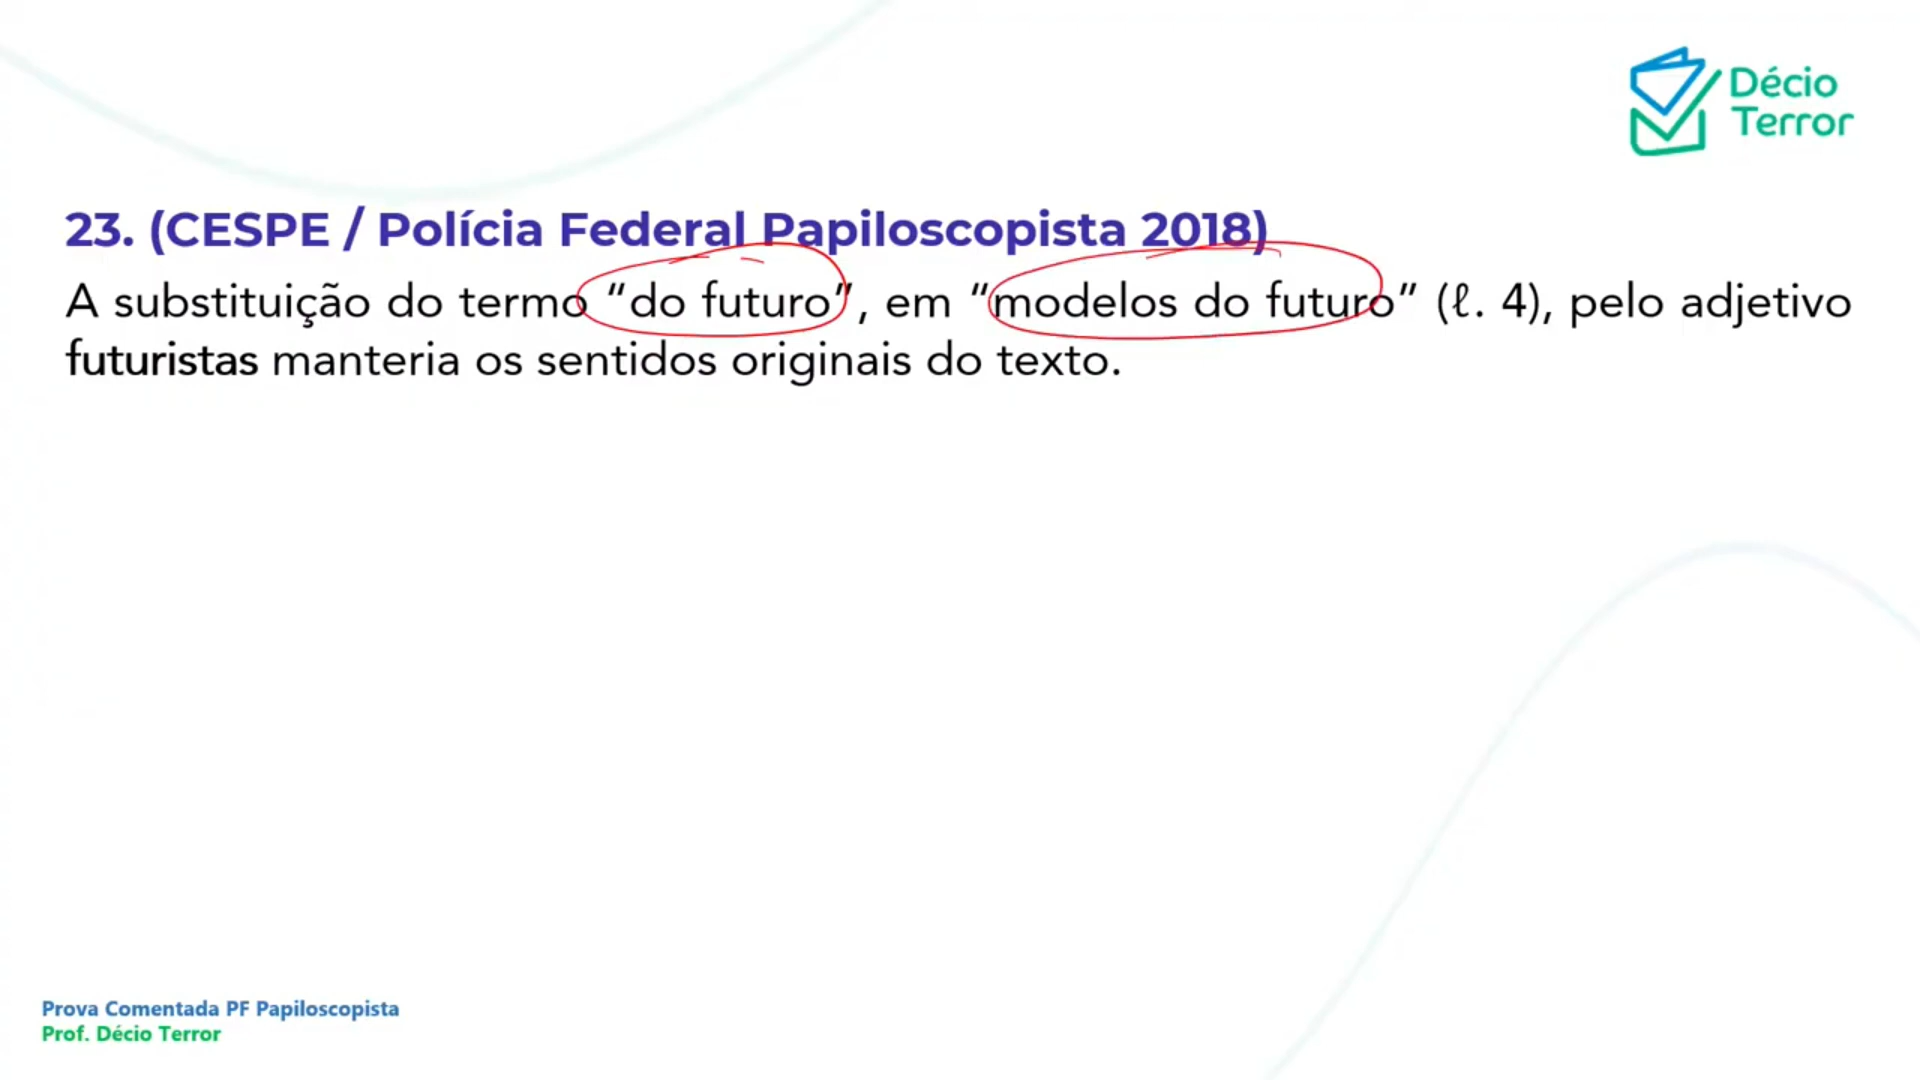 Décio
Terror
23. (CESPE / Polícia Federal Papiloscopista 2018)
A substituição do termo “do futuro”, em “modelos do futuro” (ℓ. 4), pelo adjetivo
futuristas manteria os sentidos originais do texto.
Prova Comentada PF Papiloscopista
Prof. Décio Terror